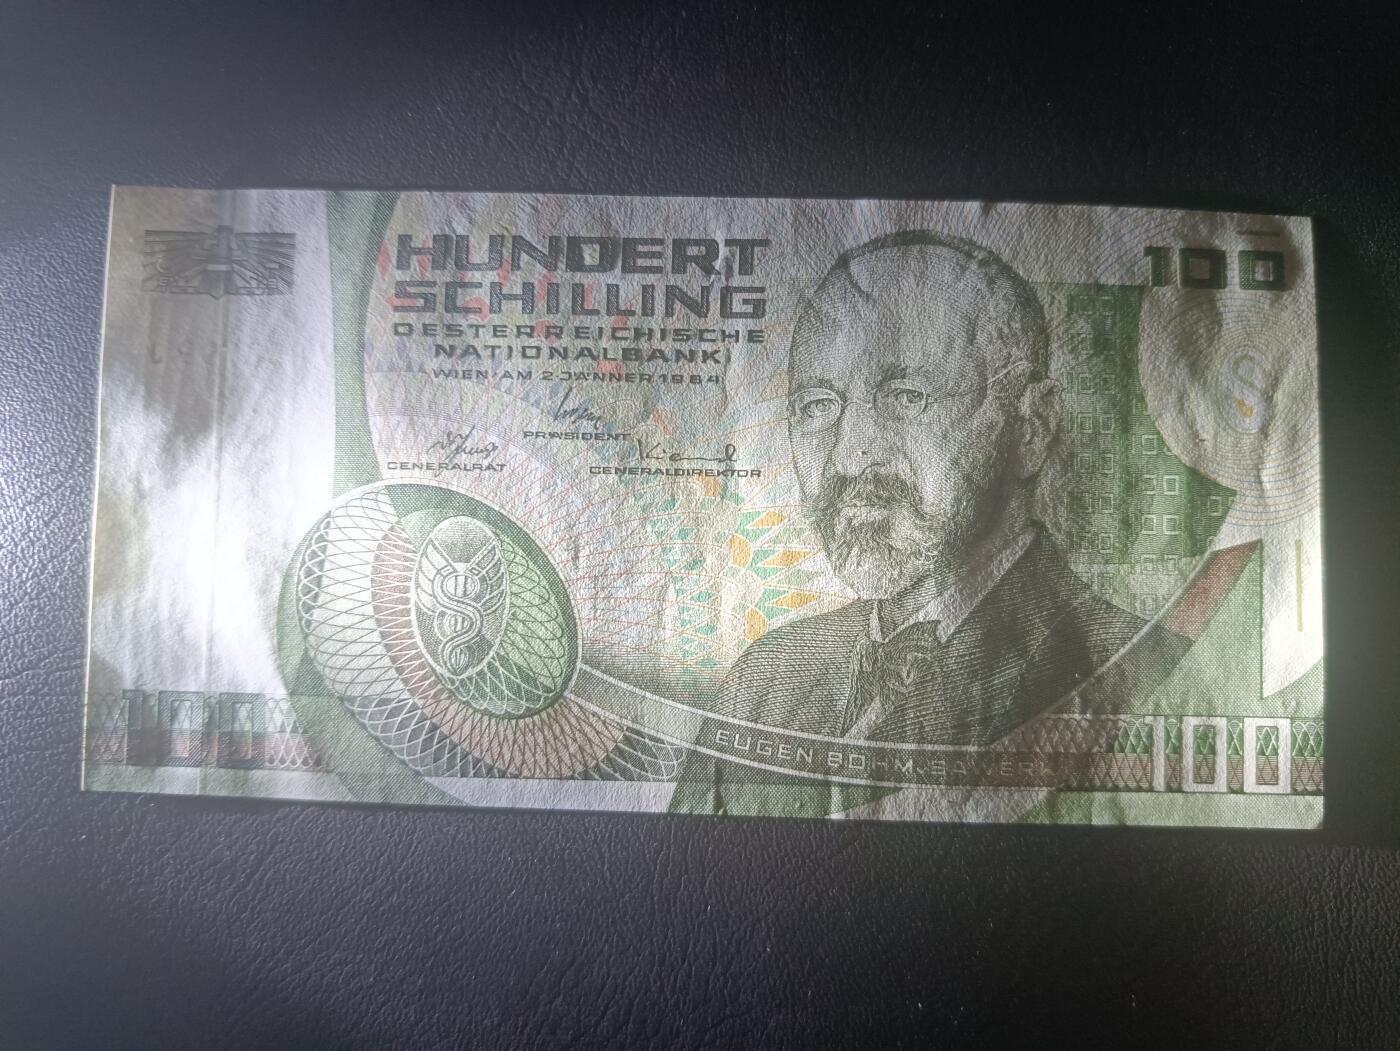 HUNDERT
SCHILLING
OESTERREICHISCHE
NATIONALBANK
WIEN·AM 2·JÄNNER 1984
PRÄSIDENT
GENERALRAT
GENERALDIREKTOR
100
EUGEN BÖHM-BAWERK
100
100